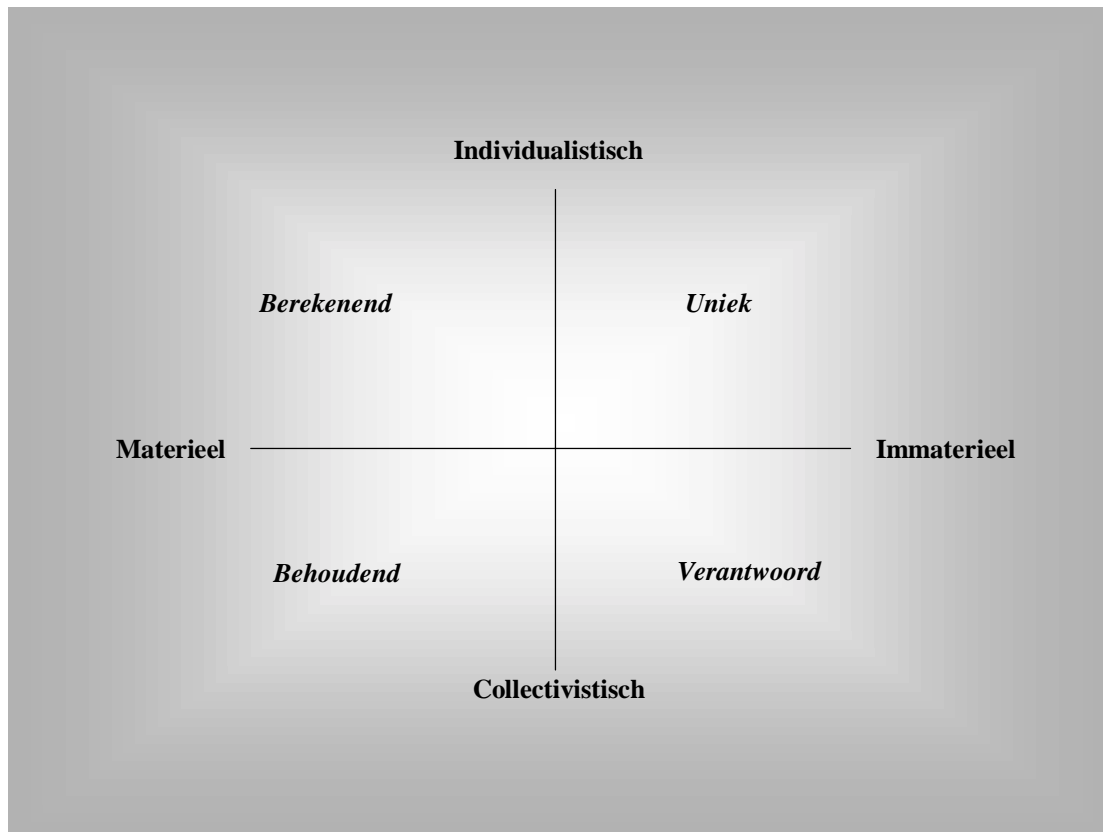 Individualistisch
Berekenend
Uniek
Materieel
Immaterieel
Behoudend
Verantwoord
Collectivistisch